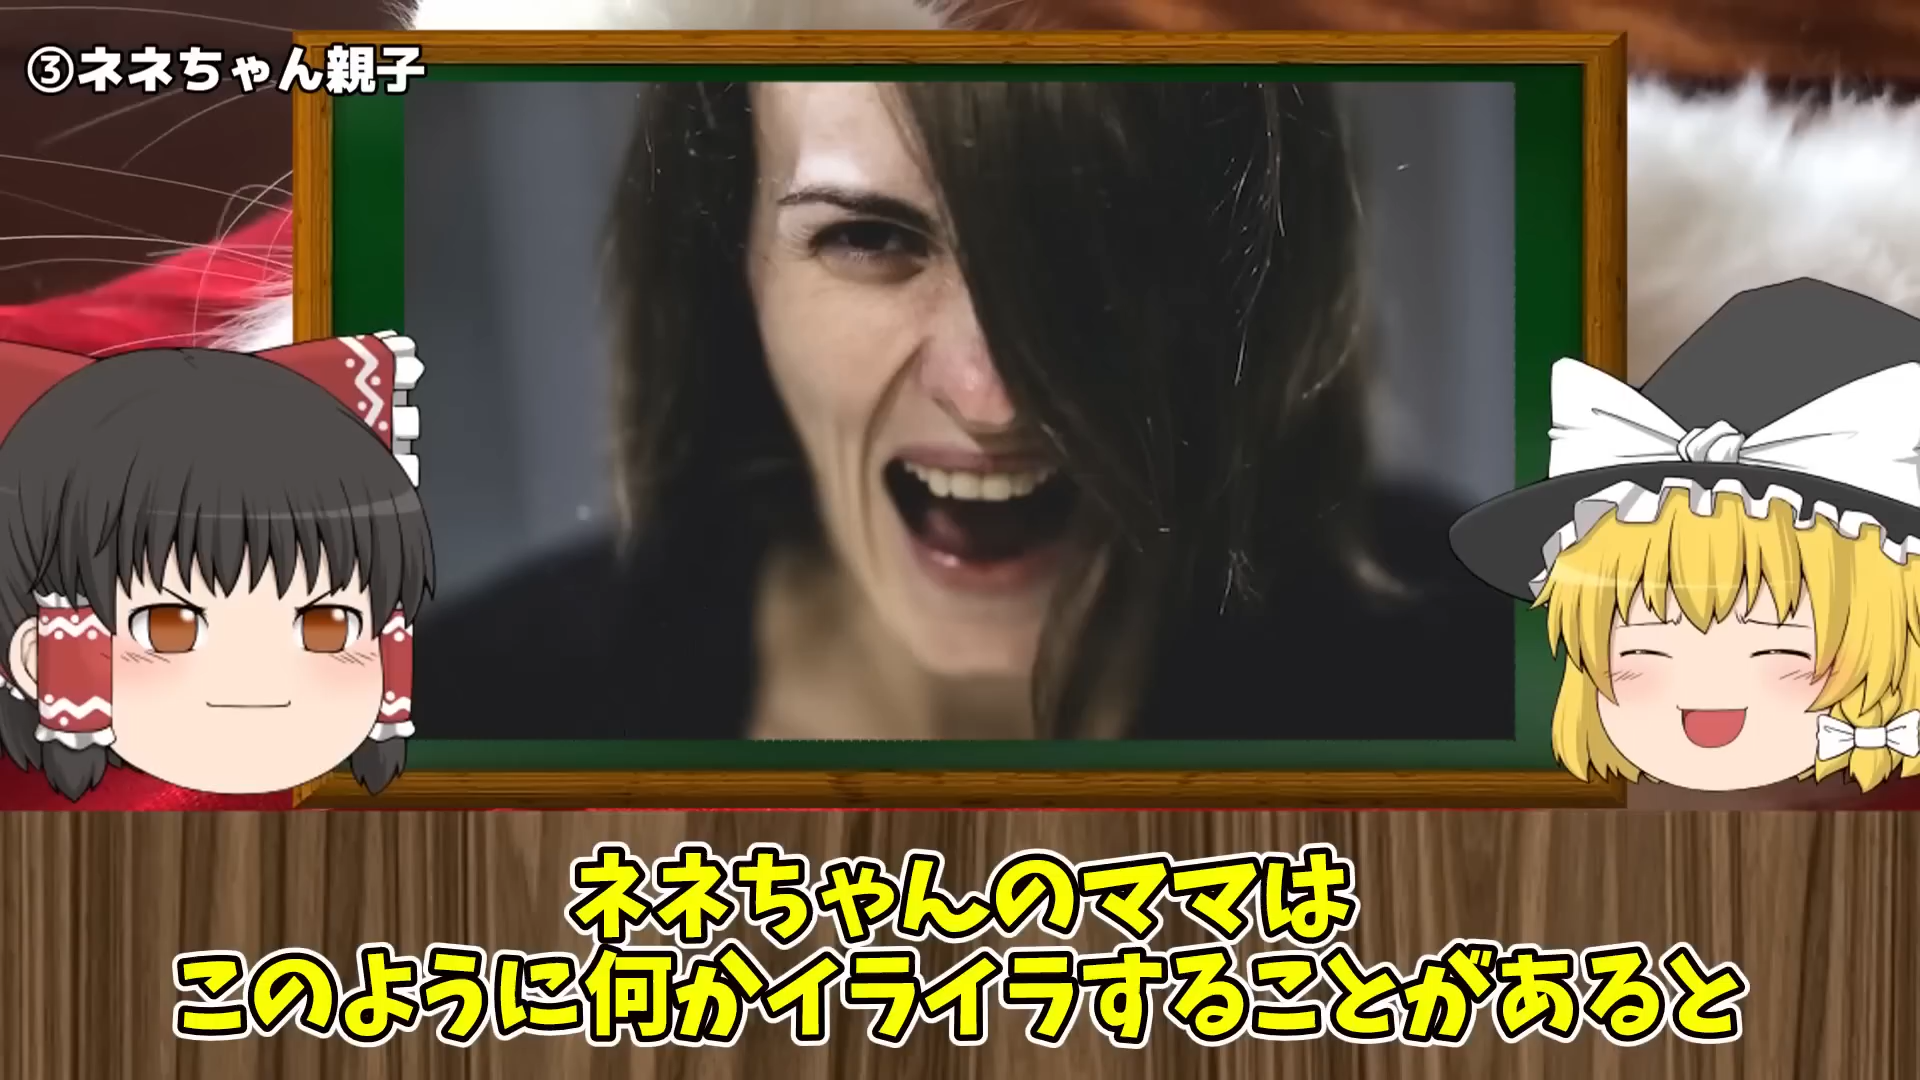 ③ネネちゃん親子
ネネちゃんのママは
このように何かイライラすることがあると